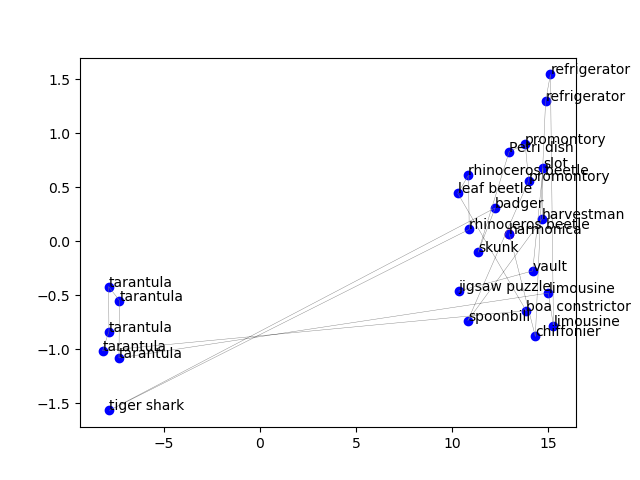 refrigerator
1.5
refrigerator
promontory
1.0
Petri dish
slot
rhinoceros beetle
promontory
0.5
leaf beetle
badger
harvestman
rhinoceros beetle
harmonica
0.0
skunk
vault
tarantula
jigsaw puzzle
limousine
tarantula
−0.5
boa constrictor
spoonbill
limousine
tarantula
chiffonier
−1.0
tarantula
tarantula
−1.5
tiger shark
−5
0
5
10
15